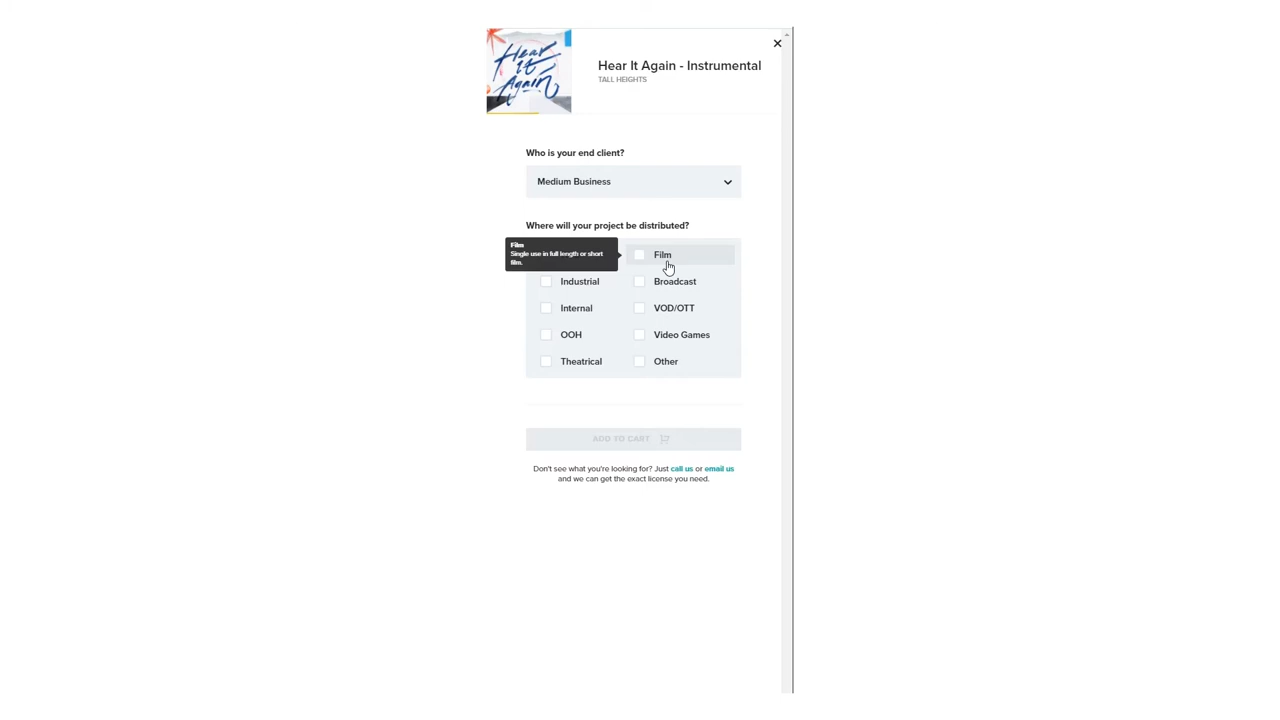 Hear It Again
Hear It Again - Instrumental
TALL HEIGHTS
Who is your end client?
Medium Business
Where will your project be distributed?
Film
Single use in full length or short
film.
Film
Industrial
Broadcast
Internal
VOD/OTT
OOH
Video Games
Theatrical
Other
ADD TO CART
Don't see what you're looking for? Just call us or email us
and we can get the exact license you need.